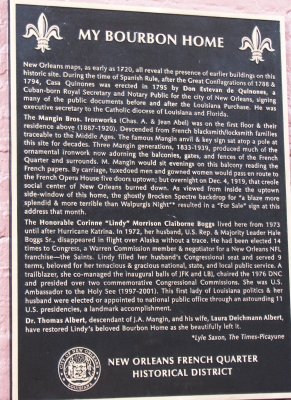 MY BOURBON HOME
New Orleans maps, as early as 1720, all reveal the presence of earlier buildings on this
historic site. During the time of Spanish Rule, after the Great Conflagrations of 1788 &
1794, Casa Quinones was erected in 1795 by Don Estevan de Quinones, a
Cuban-born Royal Secretary and Notary Public for the city of New Orleans, signing
many of the public documents before and after the Louisiana Purchase. He was
executive secretary to the Catholic diocese of Louisiana and Florida.
The Mangin Bros. Ironworks (Chas. A. & Jean Abel) was on the first floor & their
residence above (1887-1920). Descended from French blacksmith/locksmith families
traceable to the Middle Ages. The famous Mangin anvil & key sign sat atop a pole at
this site for decades. Three Mangin generations, 1833-1939, produced much of the
ornamental ironwork now adorning the balconies, gates, and fences of the French
Quarter and surrounds. M. Mangin would sit evenings on this balcony reading the
French papers. By carriage, tuxedoed men and gowned women would pass en route to
the French Opera House five doors uptown; but overnight on Dec. 4, 1919, that creole
social center of New Orleans burned down. As viewed from inside the uptown
side-window of this home, the ghostly Brocken Spectre backdrop for "a blaze more
splendid & more terrible than Walpurgis Night"* resulted in a "For Sale" sign at this
address that month.
The Honorable Corinne "Lindy" Morrison Claiborne Boggs lived here from 1973
until after Hurricane Katrina. In 1972, her husband, U.S. Rep. & Majority Leader Hale
Boggs Sr., disappeared in flight over Alaska without a trace. He had been elected 14
times to Congress, a Warren Commission member & negotiator for a New Orleans NFL
franchise—the Saints. Lindy filled her husband's Congressional seat and served 9
terms, beloved for her tenacious & gracious national, state, and local public service. A
trailblazer, she co-managed the inaugural balls of JFK and LBJ, chaired the 1976 DNC
and presided over two commemorative Congressional Commissions. She was U.S.
Ambassador to the Holy See (1997-2001). This first lady of Louisiana politics & her
husband were elected or appointed to national public office through an astounding 11
U.S. presidencies, a landmark accomplishment.
Dr. Thomas Albert, descendant of J.A. Mangin, and his wife, Laura Deichmann Albert,
have restored Lindy's beloved Bourbon Home as she beautifully left it.
*Lyle Saxon, The Times-Picayune
NEW ORLEANS FRENCH QUARTER
HISTORICAL DISTRICT